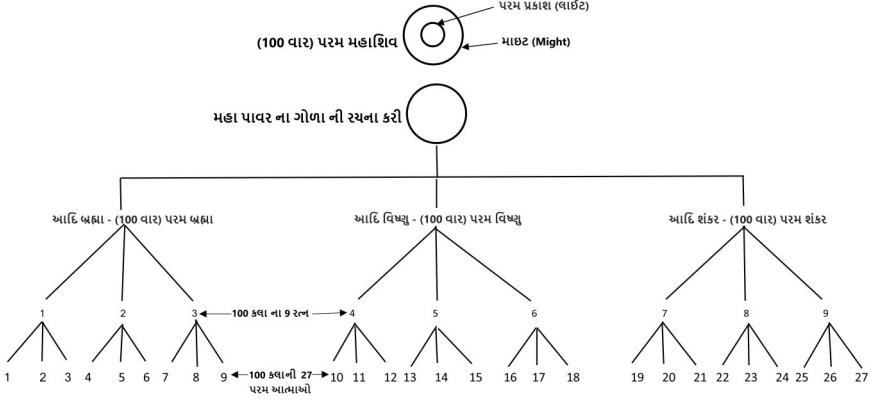 પરમ પ્રકાશ (લાઈટ)
(100 વાર) પરમ મહાશિવ
માઇટ (Might)
મહા પાવર ના ગોળા ની રચના કરી
આદિ બ્રહ્મા - (100 વાર) પરમ બ્રહ્મા
આદિ વિષ્ણુ - (100 વાર) પરમ વિષ્ણુ
આદિ શંકર - (100 વાર) પરમ શંકર
1 2 3 100 કલા ના 9 રત્ન 4 5 6 7 8 9
1 2 3 4 5 6 7 8 9 100 કલાની 27 10 11 12 13 14 15 16 17 18 19 20 21 22 23 24 25 26 27
પરમ આત્માઓ